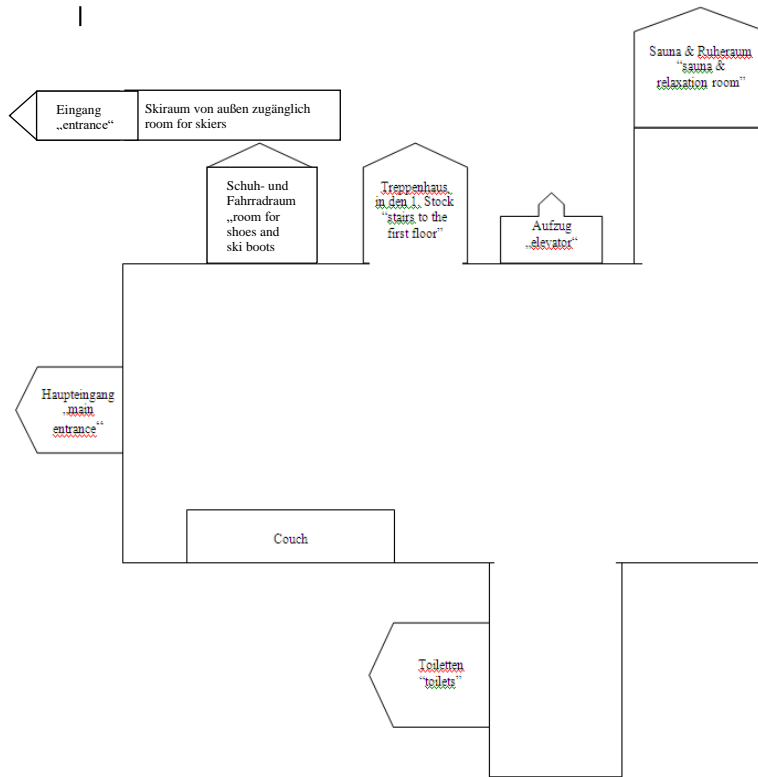 |
Sauna & Ruheraum
“sauna &
relaxation room”
Eingang
„entrance“
Skiraum von außen zugänglich
room for skiers
Schuh- und
Fahrradraum
„room for
shoes and
ski boots
Treppenhaus
in den 1. Stock
“stairs to the
first floor”
Aufzug
„elevator“
Haupteingang
„main
entrance“
Couch
Toiletten
“toilets”